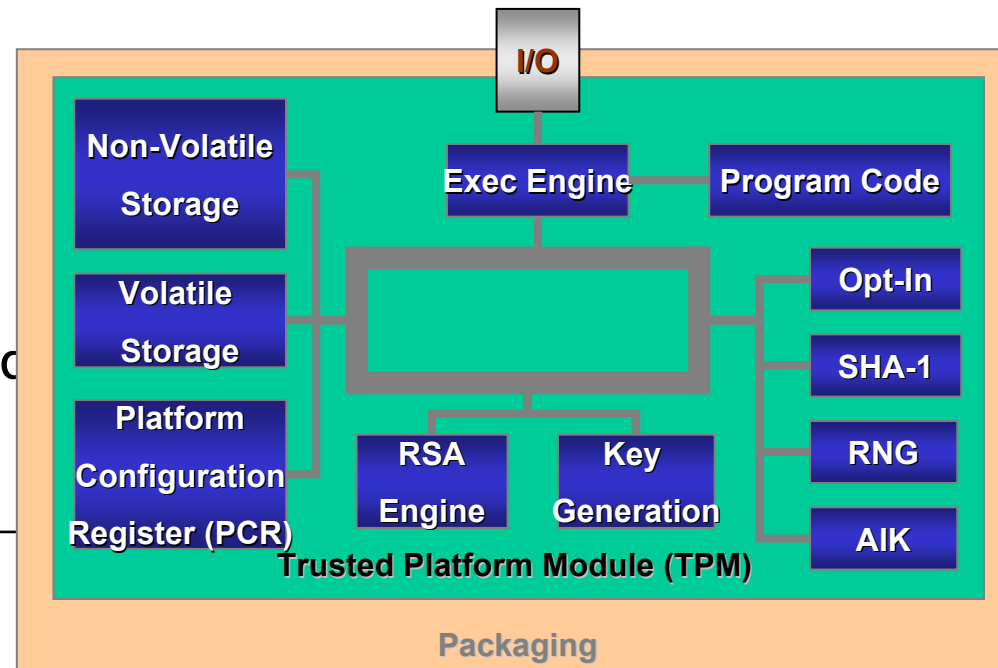 I/O
Non-Volatile
Storage
Exec Engine
Program Code
Volatile
Storage
Opt-In
SHA-1
Platform
Configuration
Register (PCR)
RSA
Engine
Key
Generation
RNG
AIK
Trusted Platform Module (TPM)
Packaging